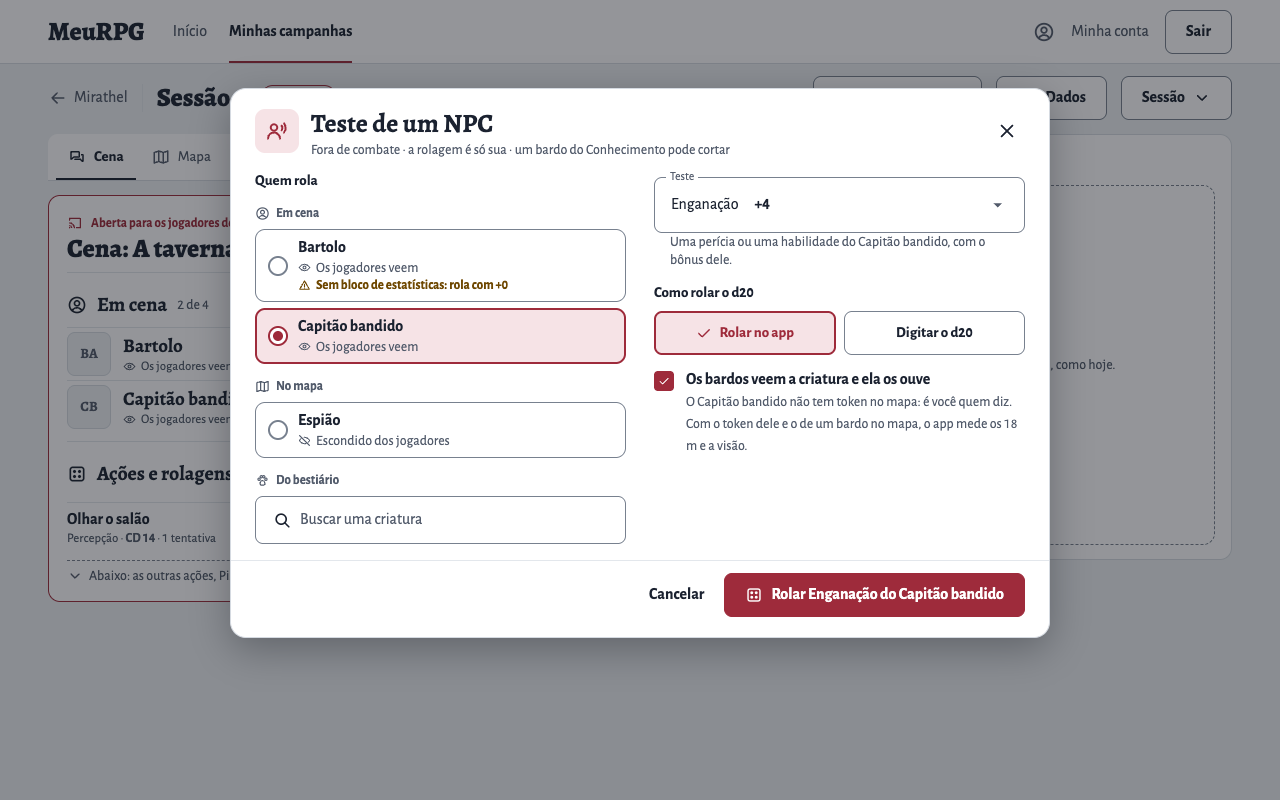 MeuRPG
Início
Minhas campanhas
Minha conta
Sair
Mirathel
Sessão
Dados
Sessão
Cena
Mapa
Aberta para os jogadores
Cena: A taverna
Em cena
2 de 4
BA
Bartolo
Os jogadores veem
CB
Capitão
Os jogadores veem
Ações e rolagens
Olhar o salão
Percepção · CD 14 · 1 tentativa
Abaixo: as outras ações,
, como hoje.
Teste de um NPC
Fora de combate · a rolagem é só sua · um bardo do Conhecimento pode cortar
Quem rola
Em cena
Bartolo
Os jogadores veem
Sem bloco de estatísticas: rola com +0
Capitão bandido
Os jogadores veem
No mapa
Espião
Escondido dos jogadores
Do bestiário
Buscar uma criatura
Teste
Enganação +4
Uma perícia ou uma habilidade do Capitão bandido, com o
bônus dele.
Como rolar o d20
Rolar no app
Digitar o d20
Os bardos veem a criatura e ela os ouve
O Capitão bandido não tem token no mapa: é você quem diz.
Com o token dele e o de um bardo no mapa, o app mede os 18
m e a visão.
Cancelar
Rolar Enganação do Capitão bandido